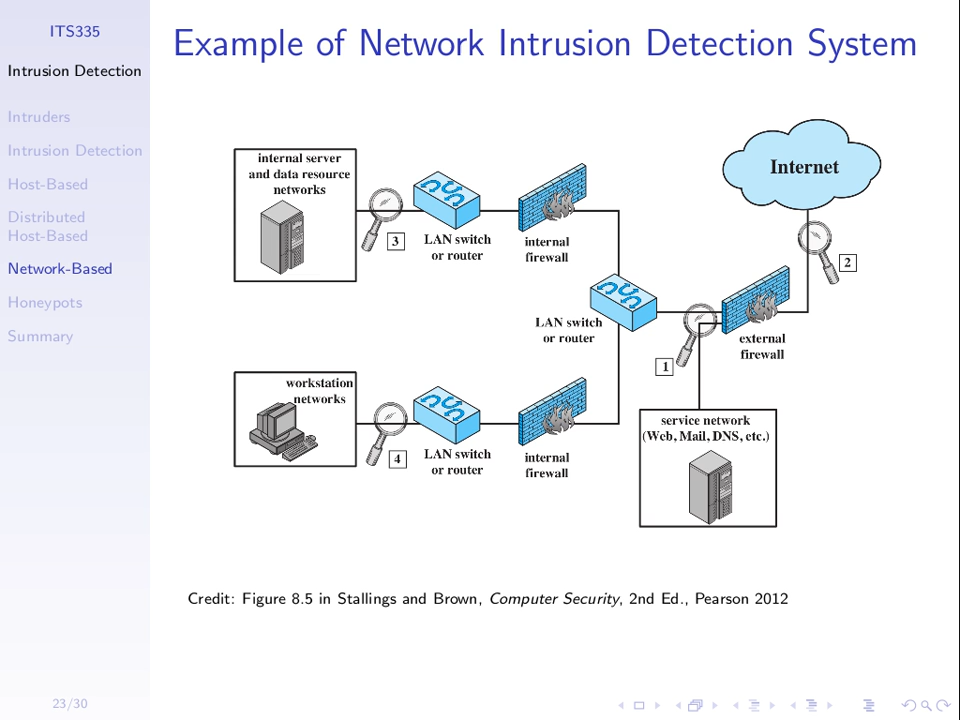 ITS335
Intrusion Detection
Intruders
Intrusion Detection
Host-Based
Distributed
Host-Based
Network-Based
Honeypots
Summary
23/30
Example of Network Intrusion Detection System
internal server
and data resource
networks
3
LAN switch
or router
internal
firewall
Internet
2
LAN switch
or router
1
external
firewall
workstation
networks
4
LAN switch
or router
internal
firewall
service network
(Web, Mail, DNS, etc.)
Credit: Figure 8.5 in Stallings and Brown, Computer Security, 2nd Ed., Pearson 2012